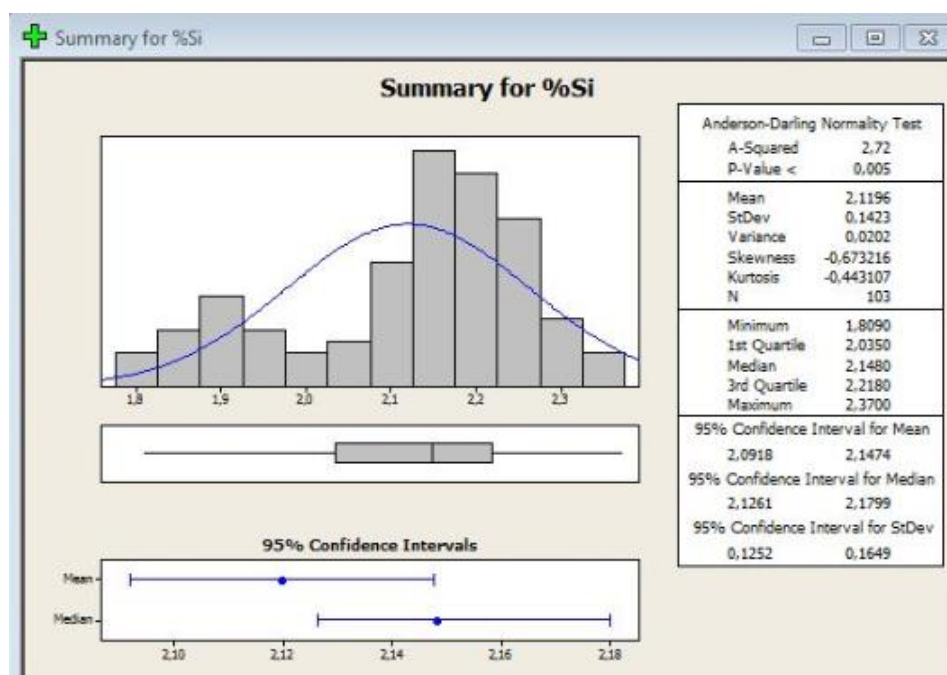 Summary for %Si
Summary for %Si
1,8 1,9 2,0 2,1 2,2 2,3
95% Confidence Intervals
Mean
Median
2,10 2,12 2,14 2,16 2,18
Anderson-Darling Normality Test
A-Squared 2,72
P-Value < 0,005
Mean 2,1196
StDev 0,1423
Variance 0,0202
Skewness -0,673216
Kurtosis -0,443107
N 103
Minimum 1,8090
1st Quartile 2,0350
Median 2,1480
3rd Quartile 2,2180
Maximum 2,3700
95% Confidence Interval for Mean
2,0918 2,1474
95% Confidence Interval for Median
2,1261 2,1799
95% Confidence Interval for StDev
0,1252 0,1649